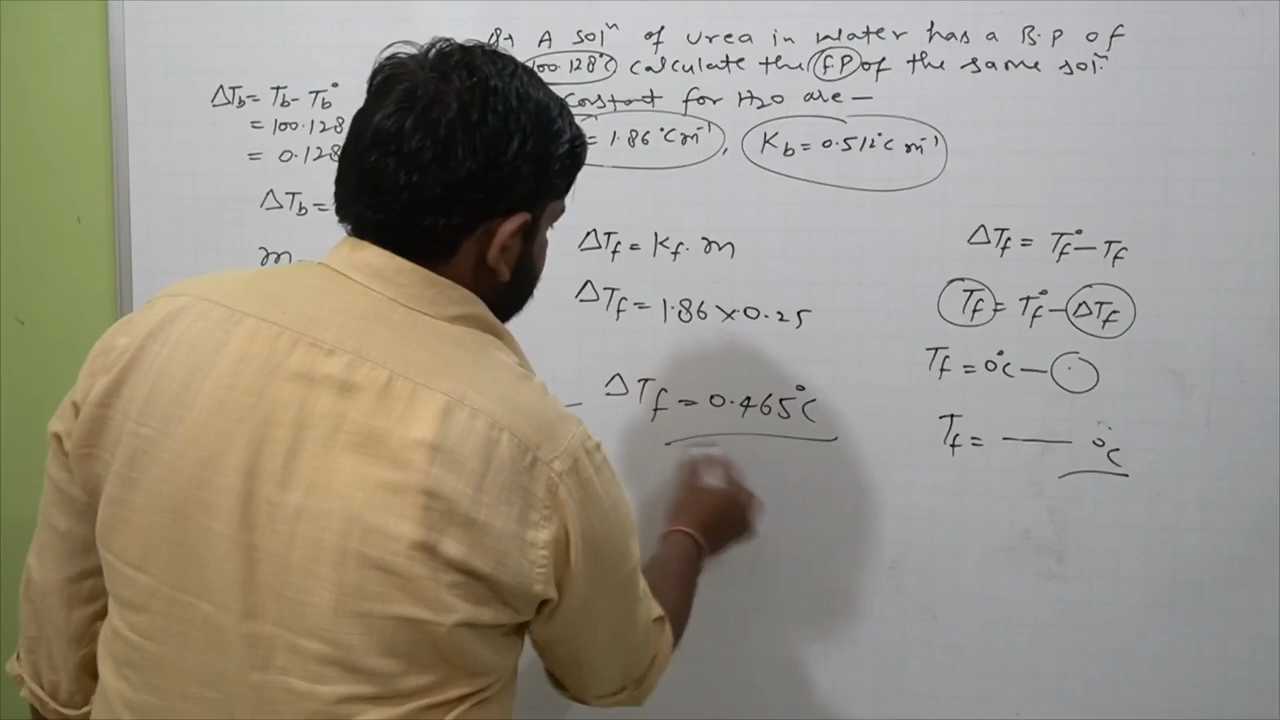 A solⁿ of urea in water has a B.P of
100.128°C calculate the FP of the same solⁿ.
Constant for H₂O are —
= 1.86°C m⁻¹, Kb = 0.512°C m⁻¹
ΔTb = Tb - Tb°
= 100.128
= 0.128
ΔTb =
m
ΔTf = Kf. m
ΔTf = 1.86 × 0.25
ΔTf = 0.465°C
ΔTf = Tf° - Tf
Tf = Tf° - ΔTf
Tf = 0°C -
Tf = — °C